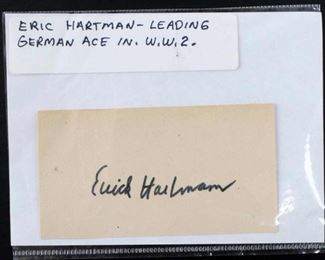 ERIC HARTMAN - LEADING
GERMAN ACE IN. W.W.2.
Erich Hartmann